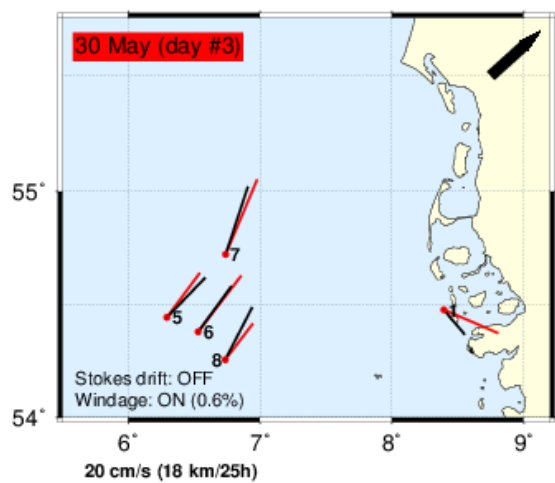 30 May (day #3)
55°
7
5
6
1
8
Stokes drift: OFF
Windage: ON (0.6%)
54°
6° 7° 8° 9°
20 cm/s (18 km/25h)